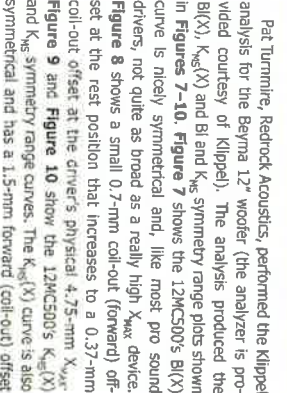 Pat Turnmire, Redrock Acoustics, performed the Klippel
analysis for the Beyma 12" woofer (the analyzer is pro-
vided courtesy of Klippel). The analysis produced the
Bl(X), KMS(X) and Bl and KMS symmetry range plots shown
in Figures 7–10. Figure 7 shows the 12MC500's Bl(X)
curve is nicely symmetrical and, like most pro sound
drivers, not quite as broad as a really high XMAX device.
Figure 8 shows a small 0.7-mm coil-out (forward) off-
set at the rest position that increases to a 0.37-mm
coil-out offset at the driver's physical 4.75-mm XMAX.
Figure 9 and Figure 10 show the 12MC500's KMS(X)
and KMS symmetry range curves. The KMS(X) curve is also
symmetrical and has a 1.5-mm forward (coil-out) offset